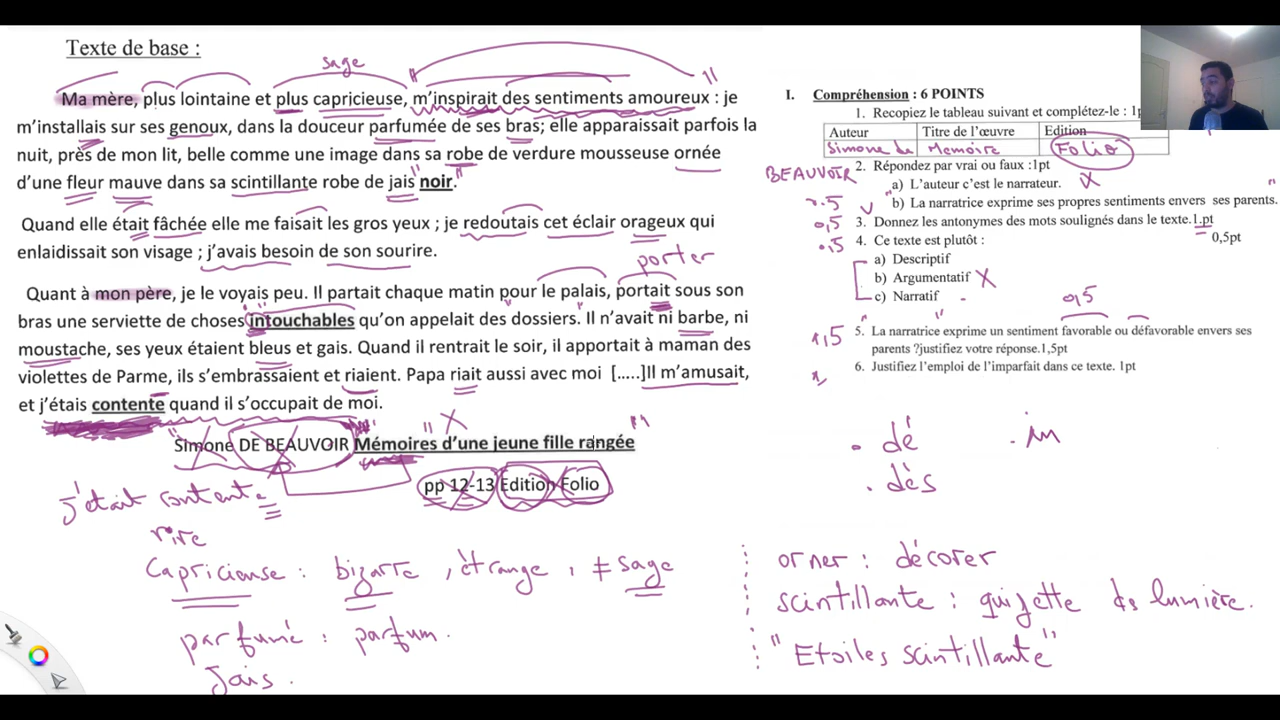 Texte de base :
sage
" "
Ma mère, plus lointaine et plus capricieuse, m'inspirait des sentiments amoureux : je
m'installais sur ses genoux, dans la douceur parfumée de ses bras; elle apparaissait parfois la
nuit, près de mon lit, belle comme une image dans sa robe de verdure mousseuse ornée
d'une fleur mauve dans sa scintillante robe de jais "noir."
Quand elle était fâchée elle me faisait les gros yeux ; je redoutais cet éclair orageux qui
enlaidissait son visage ; j'avais besoin de son sourire.
porter
Quant à mon père, je le voyais peu. Il partait chaque matin pour le palais, portait sous son
bras une serviette de choses intouchables qu'on appelait des dossiers. Il n'avait ni barbe, ni
moustache, ses yeux étaient bleus et gais. Quand il rentrait le soir, il apportait à maman des
violettes de Parme, ils s'embrassaient et riaient. Papa riait aussi avec moi [.....]Il m'amusait,
et j'étais contente quand il s'occupait de moi.
Simone DE BEAUVOIR Mémoires d'une jeune fille rangée
pp 12-13 Edition Folio
j'était contente
rire
Capricieuse : bizarre , étrange , ≠ sage
parfumé : parfum.
Jais .
I. Compréhension : 6 POINTS
1. Recopiez le tableau suivant et complétez-le : 1p
Auteur Titre de l'œuvre Edition
Simone de Memoire Folio
BEAUVOIR
2. Répondez par vrai ou faux :1pt
a) L'auteur c'est le narrateur. X
b) La narratrice exprime ses propres sentiments envers ses parents.
0,5 3. Donnez les antonymes des mots soulignés dans le texte.1.pt
0,5 4. Ce texte est plutôt : 0,5pt
a) Descriptif
b) Argumentatif X
c) Narratif
0,5
1,5 5. La narratrice exprime un sentiment favorable ou défavorable envers ses
parents ?justifiez votre réponse.1,5pt
1 6. Justifiez l'emploi de l'imparfait dans ce texte. 1pt
. dé . in
. dès
orner : décorer
scintillante : qui jette ds lumière.
"Etoiles scintillante"